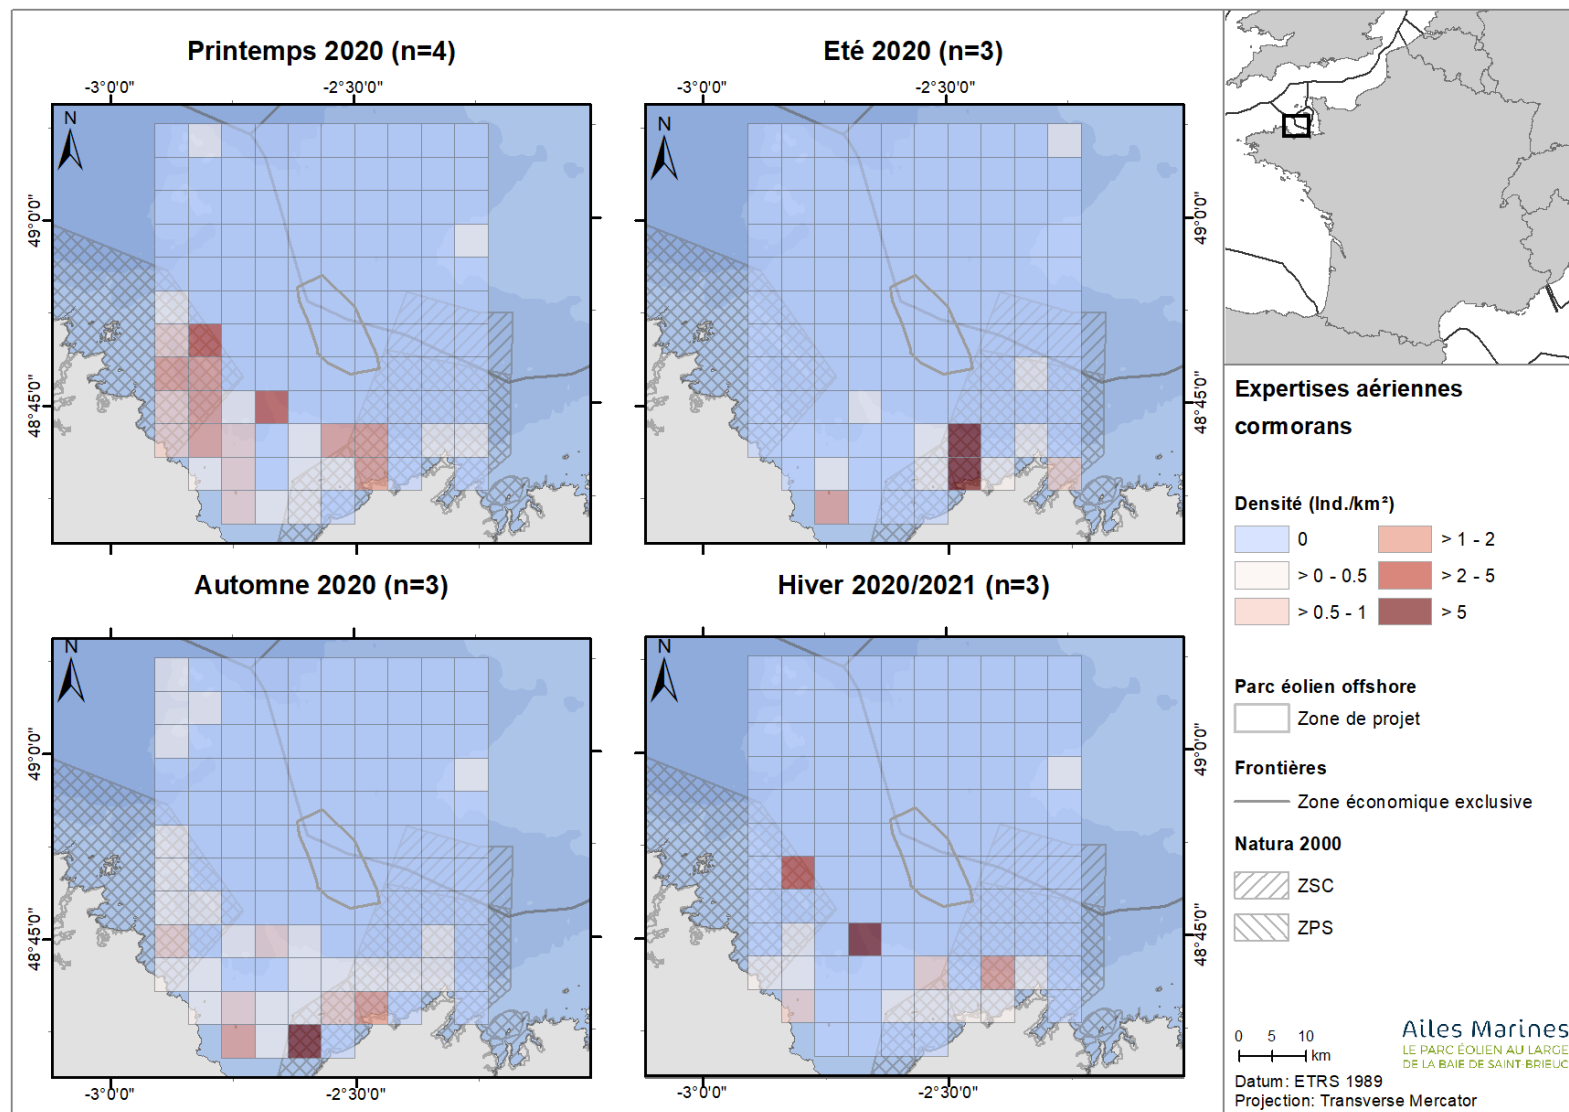 Printemps 2020 (n=4)
-3°0'0"
-2°30'0"
N
49°0'0"
48°45'0"
Eté 2020 (n=3)
-3°0'0"
-2°30'0"
N
49°0'0"
48°45'0"
Automne 2020 (n=3)
N
49°0'0"
48°45'0"
-3°0'0"
-2°30'0"
Hiver 2020/2021 (n=3)
N
49°0'0"
48°45'0"
-3°0'0"
-2°30'0"
Expertises aériennes
cormorans
Densité (Ind./km²)
0
> 0 - 0.5
> 0.5 - 1
> 1 - 2
> 2 - 5
> 5
Parc éolien offshore
Zone de projet
Frontières
Zone économique exclusive
Natura 2000
ZSC
ZPS
0 5 10
km
Ailes Marines
LE PARC ÉOLIEN AU LARGE
DE LA BAIE DE SAINT-BRIEUC
Datum: ETRS 1989
Projection: Transverse Mercator